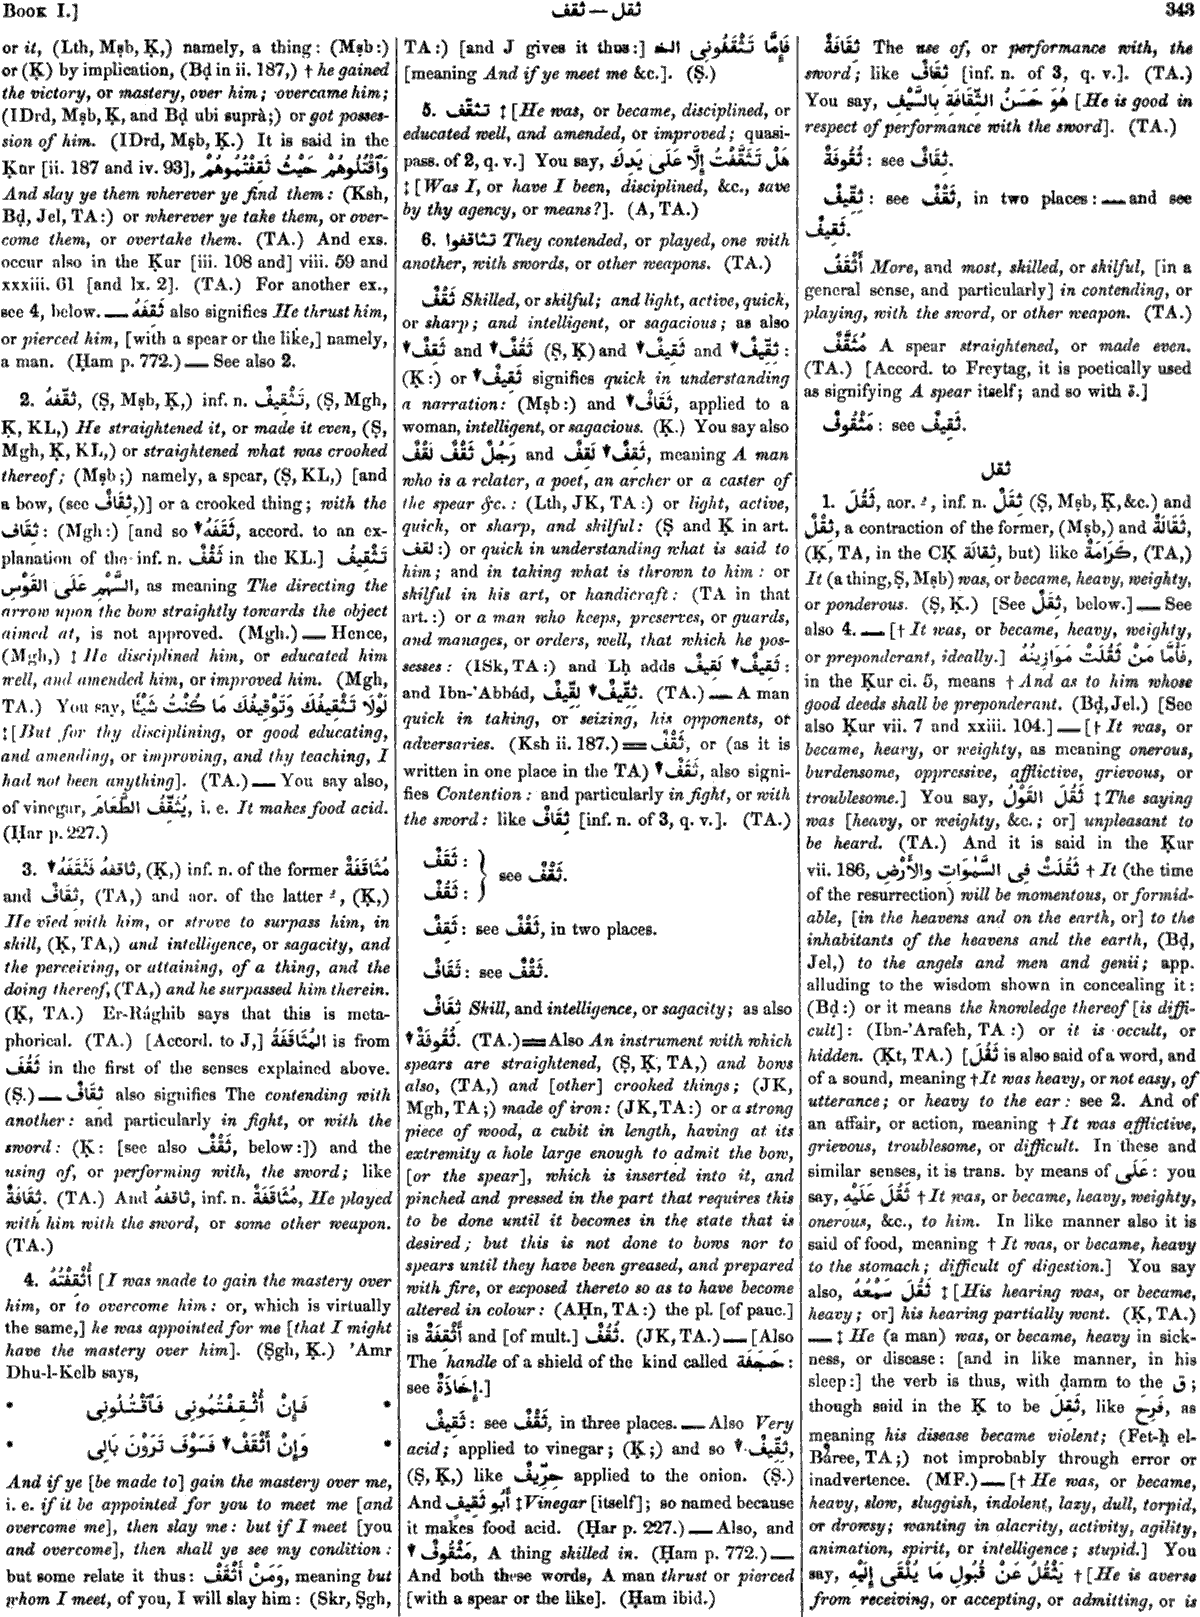 BOOK I.]
ثقف — ثقل
343
or it, (Lth, Mṣb, Ḳ,) namely, a thing: (Mṣb:)
or (Ḳ) by implication, (Bḍ in ii. 187,) † he gained
the victory, or mastery, over him; overcame him;
(IDrd, Mṣb, Ḳ, and Bḍ ubi suprà;) or got posses-
sion of him. (IDrd, Mṣb, Ḳ.) It is said in the
Ḳur [ii. 187 and iv. 93], وَٱقْتُلُوهُمْ حَيْثُ ثَقِفْتُمُوهُمْ
And slay ye them wherever ye find them: (Ksh,
Bḍ, Jel, TA:) or wherever ye take them, or over-
come them, or overtake them. (TA.) And exs.
occur also in the Ḳur [iii. 108 and] viii. 59 and
xxxiii. 61 [and lx. 2]. (TA.) For another ex.,
see 4, below. — ثَقِفَهُ also signifies He thrust him,
or pierced him, [with a spear or the like,] namely,
a man. (Ḥam p. 772.) — See also 2.
2. ثقّفهُ, (Ṣ, Mṣb, Ḳ,) inf. n. تَثْقِيفٌ, (Ṣ, Mgh,
Ḳ, KL,) He straightened it, or made it even, (Ṣ,
Mgh, Ḳ, KL,) or straightened what was crooked
thereof; (Mṣb;) namely, a spear, (Ṣ, KL,) [and
a bow, (see ثِقَافٌ,)] or a crooked thing; with the
ثِقَاف: (Mgh:) [and so ▼ثَقَفَهُ, accord. to an ex-
planation of the inf. n. ثَقْفٌ in the KL.] تَثْقِيفُ
السَّهْمِ عَلَى القَوْسِ, as meaning The directing the
arrow upon the bow straightly towards the object
aimed at, is not approved. (Mgh.) — Hence,
(Mgh,) ‡ He disciplined him, or educated him
well, and amended him, or improved him. (Mgh,
TA.) You say, لَوْلَا تَثْقِيفُكَ وَتَوْقِيفُكَ مَا كُنْتُ شَيْئًا
‡ [But for thy disciplining, or good educating,
and amending, or improving, and thy teaching, I
had not been anything]. (TA.) — You say also,
of vinegar, يُثَقِّفُ الطَّعَامَ, i. e. It makes food acid.
(Ḥar p. 227.)
3. ثاقفهُ فَثَقَفَهُ▼, (Ḳ,) inf. n. of the former مُثَاقَفَةٌ
and ثِقَافٌ, (TA,) and aor. of the latter ـُ, (Ḳ,)
He vied with him, or strove to surpass him, in
skill, (Ḳ, TA,) and intelligence, or sagacity, and
the perceiving, or attaining, of a thing, and the
doing thereof, (TA,) and he surpassed him therein.
(Ḳ, TA.) Er-Rághib says that this is meta-
phorical. (TA.) [Accord. to J,] المُثَاقَفَةُ is from
ثَقُفَ in the first of the senses explained above.
(Ṣ.) — ثِقَافٌ also signifies The contending with
another: and particularly in fight, or with the
sword: (Ḳ: [see also ثَقْفٌ, below:]) and the
using of, or performing with, the sword; like
ثِقَافَةٌ. (TA.) And ثاقفهُ, inf. n. مُثَاقَفَةٌ, He played
with him with the sword, or some other weapon.
(TA.)
4. أُثْقِفْتُهُ [I was made to gain the mastery over
him, or to overcome him: or, which is virtually
the same,] he was appointed for me [that I might
have the mastery over him]. (Ṣgh, Ḳ.) 'Amr
Dhu-l-Kelb says,
* فَإِنْ أُثْقِفْتُمُونِى فَٱقْتُلُونِى *
* وَإِنْ أَثْقَفْ▼ فَسَوْفَ تَرَوْنَ بَالِى *
And if ye [be made to] gain the mastery over me,
i. e. if it be appointed for you to meet me [and
overcome me], then slay me: but if I meet [you
and overcome], then shall ye see my condition:
but some relate it thus: وَمَنْ أَثْقَفْ, meaning but
whom I meet, of you, I will slay him: (Skr, Ṣgh,
TA:) [and J gives it thus:] فَإِمَّا تَثْقَفُونِى الخ
[meaning And if ye meet me &c.]. (Ṣ.)
5. تثقّف ‡ [He was, or became, disciplined, or
educated well, and amended, or improved; quasi-
pass. of 2, q. v.] You say, هَلْ تَثَقَّفْتُ إِلَّا عَلَى يَدِكَ
‡ [Was I, or have I been, disciplined, &c., save
by thy agency, or means?]. (A, TA.)
6. تثاقفوا They contended, or played, one with
another, with swords, or other weapons. (TA.)
ثَقْفٌ Skilled, or skilful; and light, active, quick,
or sharp; and intelligent, or sagacious; as also
▼ثَقِفٌ and ▼ثَقُفٌ (Ṣ, Ḳ) and ▼ثَقِيفٌ and ▼ثِقِّيفٌ:
(Ḳ:) or ▼ثَقِيفٌ signifies quick in understanding
a narration: (Mṣb:) and ▼ثَقَافٌ, applied to a
woman, intelligent, or sagacious. (Ḳ.) You say also
رَجُلٌ ثَقْفٌ لَقْفٌ and ▼ثَقِفٌ لَقِفٌ, meaning A man
who is a relater, a poet, an archer or a caster of
the spear &c.: (Lth, JK, TA:) or light, active,
quick, or sharp, and skilful: (Ṣ and Ḳ in art.
لقف:) or quick in understanding what is said to
him; and in taking what is thrown to him: or
skilful in his art, or handicraft: (TA in that
art.:) or a man who keeps, preserves, or guards,
and manages, or orders, well, that which he pos-
sesses: (ISk, TA:) and Lḥ adds ▼ثَقِيفٌ لَقِيفٌ:
and Ibn-'Abbád, ▼ثِقِّيفٌ لِقِّيفٌ. (TA.) — A man
quick in taking, or seizing, his opponents, or
adversaries. (Ksh ii. 187.) = ثَقْفٌ, or (as it is
written in one place in the TA) ▼ثَقَفٌ, also signi-
fies Contention: and particularly in fight, or with
the sword: like ثِقَافٌ [inf. n. of 3, q. v.]. (TA.)
ثَقَفٌ: } see ثَقْفٌ.
ثَقُفٌ: }
ثَقِفٌ: see ثَقْفٌ, in two places.
ثَقَافٌ: see ثَقْفٌ.
ثِقَافٌ Skill, and intelligence, or sagacity; as also
▼ثُقُوفَةٌ. (TA.) = Also An instrument with which
spears are straightened, (Ṣ, Ḳ, TA,) and bows
also, (TA,) and [other] crooked things; (JK,
Mgh, TA;) made of iron: (JK, TA:) or a strong
piece of wood, a cubit in length, having at its
extremity a hole large enough to admit the bow,
[or the spear], which is inserted into it, and
pinched and pressed in the part that requires this
to be done until it becomes in the state that is
desired; but this is not done to bows nor to
spears until they have been greased, and prepared
with fire, or exposed thereto so as to have become
altered in colour: (AḤn, TA:) the pl. [of pauc.]
is أَثْقِفَةٌ and [of mult.] ثُقُفٌ. (JK, TA.) — [Also
The handle of a shield of the kind called حَجَفَة:
see إِخَاذَةٌ.]
ثَقِيفٌ: see ثَقْفٌ, in three places. — Also Very
acid; applied to vinegar; (Ḳ;) and so ▼ثِقِّيفٌ,
(Ṣ, Ḳ,) like حِرِّيفٌ applied to the onion. (Ṣ.)
And أَبُو ثَقِيفٍ ‡ Vinegar [itself]; so named because
it makes food acid. (Ḥar p. 227.) — Also, and
▼مَثْقُوفٌ, A thing skilled in. (Ḥam p. 772.) —
And both these words, A man thrust or pierced
[with a spear or the like]. (Ḥam ibid.)
ثِقَافَةٌ The use of, or performance with, the
sword; like ثِقَافٌ [inf. n. of 3, q. v.]. (TA.)
You say, هُوَ حَسَنُ الثِّقَافَةِ بِالسَّيْفِ [He is good in
respect of performance with the sword]. (TA.)
ثُقُوفَةٌ: see ثِقَافٌ.
ثِقِّيفٌ: see ثَقْفٌ, in two places: — and see
ثَقِيفٌ.
أَثْقَفُ More, and most, skilled, or skilful, [in a
general sense, and particularly] in contending, or
playing, with the sword, or other weapon. (TA.)
مُثَقَّفٌ A spear straightened, or made even.
(TA.) [Accord. to Freytag, it is poetically used
as signifying A spear itself; and so with ة.]
مَثْقُوفٌ: see ثَقِيفٌ.
ثقل
1. ثَقُلَ, aor. ـُ, inf. n. ثِقَلٌ (Ṣ, Mṣb, Ḳ, &c.) and
ثِقْلٌ, a contraction of the former, (Mṣb,) and ثَقَالَةٌ
(Ḳ, TA, in the CḲ ثِقالَة, but) like كَرَامَةٌ, (TA,)
It (a thing, Ṣ, Mṣb) was, or became, heavy, weighty,
or ponderous. (Ṣ, Ḳ.) [See ثِقَلٌ, below.] — See
also 4. — [† It was, or became, heavy, weighty,
or preponderant, ideally.] فَأَمَّا مَنْ ثَقُلَتْ مَوَازِينُهُ,
in the Ḳur ci. 5, means † And as to him whose
good deeds shall be preponderant. (Bḍ, Jel.) [See
also Ḳur vii. 7 and xxiii. 104.] — [† It was, or
became, heavy, or weighty, as meaning onerous,
burdensome, oppressive, afflictive, grievous, or
troublesome.] You say, ثَقُلَ القَوْلُ ‡ The saying
was [heavy, or weighty, &c.; or] unpleasant to
be heard. (TA.) And it is said in the Ḳur
vii. 186, ثَقُلَتْ فِى السَّمٰوَاتِ وَالأَرْضِ † It (the time
of the resurrection) will be momentous, or formid-
able, [in the heavens and on the earth, or] to the
inhabitants of the heavens and the earth, (Bḍ,
Jel,) to the angels and men and genii; app.
alluding to the wisdom shown in concealing it:
(Bḍ:) or it means the knowledge thereof [is diffi-
cult]: (Ibn-'Arafeh, TA:) or it is occult, or
hidden. (Ḳt, TA.) [ثَقُلَ is also said of a word, and
of a sound, meaning † It was heavy, or not easy, of
utterance; or heavy to the ear: see 2. And of
an affair, or action, meaning † It was afflictive,
grievous, troublesome, or difficult. In these and
similar senses, it is trans. by means of عَلَى: you
say, ثَقُلَ عَلَيْهِ † It was, or became, heavy, weighty,
onerous, &c., to him. In like manner also it is
said of food, meaning † It was, or became, heavy
to the stomach; difficult of digestion.] You say
also, ثَقُلَ سَمْعُهُ ‡ [His hearing was, or became,
heavy; or] his hearing partially went. (Ḳ, TA.)
— ‡ He (a man) was, or became, heavy in sick-
ness, or disease: [and in like manner, in his
sleep:] the verb is thus, with ḍamm to the ق;
though said in the Ḳ to be ثَقِلَ, like فَرِحَ, as
meaning his disease became violent; (Fet-ḥ el-
Báree, TA;) not improbably through error or
inadvertence. (MF.) — [† He was, or became,
heavy, slow, sluggish, indolent, lazy, dull, torpid,
or drowsy; wanting in alacrity, activity, agility,
animation, spirit, or intelligence; stupid.] You
say, يَثْقُلُ عَنْ قُبُولِ مَا يُلْقَى إِلَيْهِ † [He is averse
from receiving, or accepting, or admitting, or is